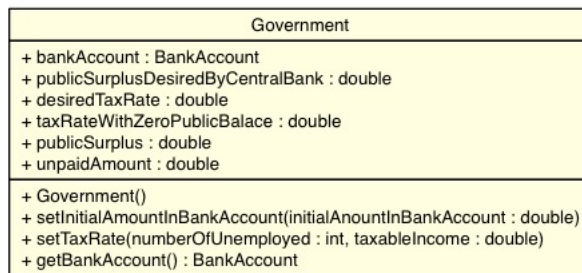 Government
+ bankAccount : BankAccount
+ publicSurplusDesiredByCentralBank : double
+ desiredTaxRate : double
+ taxRateWithZeroPublicBalace : double
+ publicSurplus : double
+ unpaidAmount : double
+ Government()
+ setInitialAmountInBankAccount(initialAnountInBankAccount : double)
+ setTaxRate(numberOfUnemployed : int, taxableIncome : double)
+ getBankAccount() : BankAccount